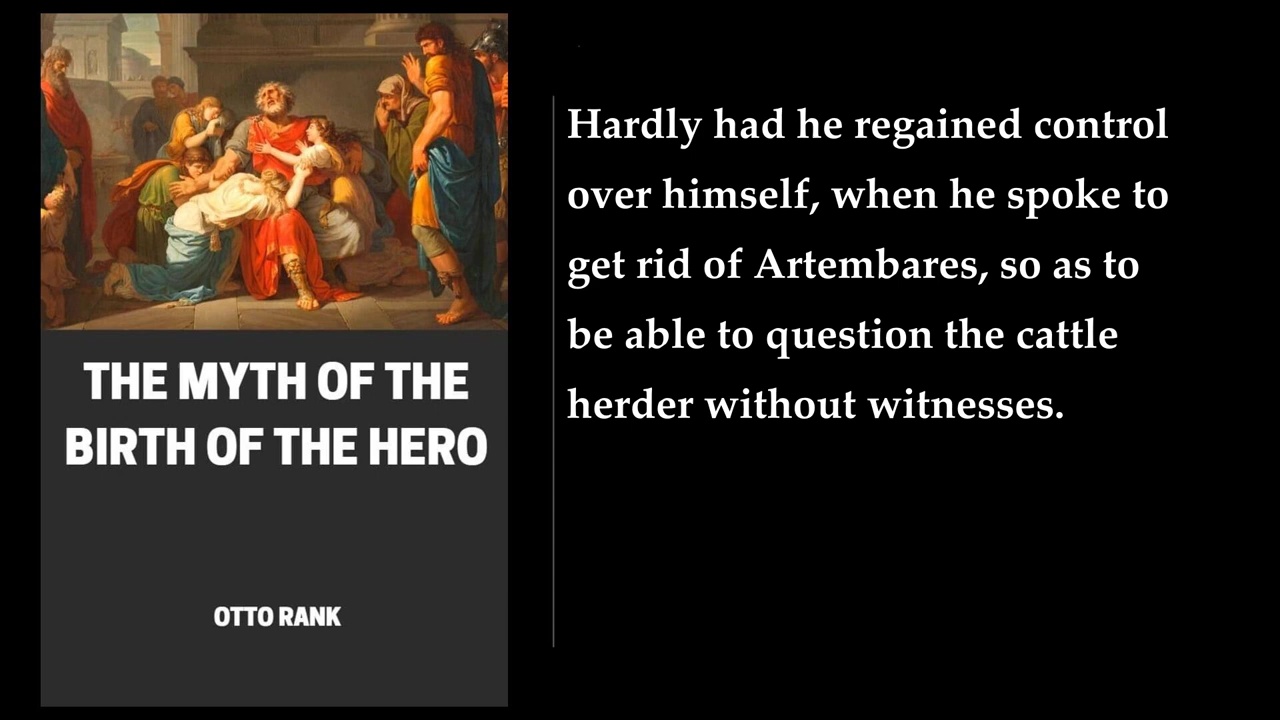 THE MYTH OF THE
BIRTH OF THE HERO
OTTO RANK
Hardly had he regained control
over himself, when he spoke to
get rid of Artembares, so as to
be able to question the cattle
herder without witnesses.